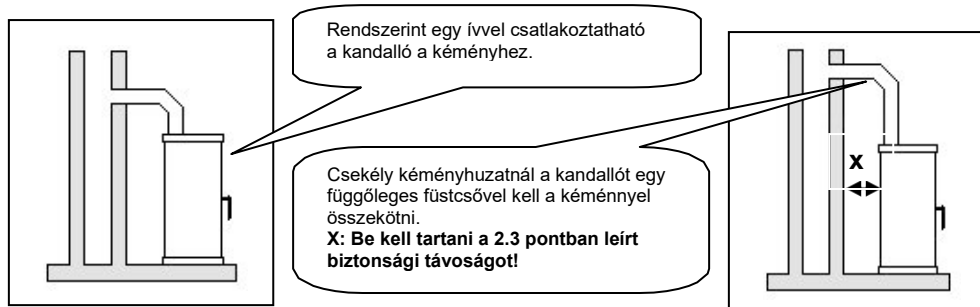 Rendszerint egy ívvel csatlakoztatható
a kandalló a kéményhez.
Csekély kéményhuzatnál a kandallót egy
függőleges füstcsővel kell a kéménnyel
összekötni.
X: Be kell tartani a 2.3 pontban leírt
biztonsági távoságot!
X